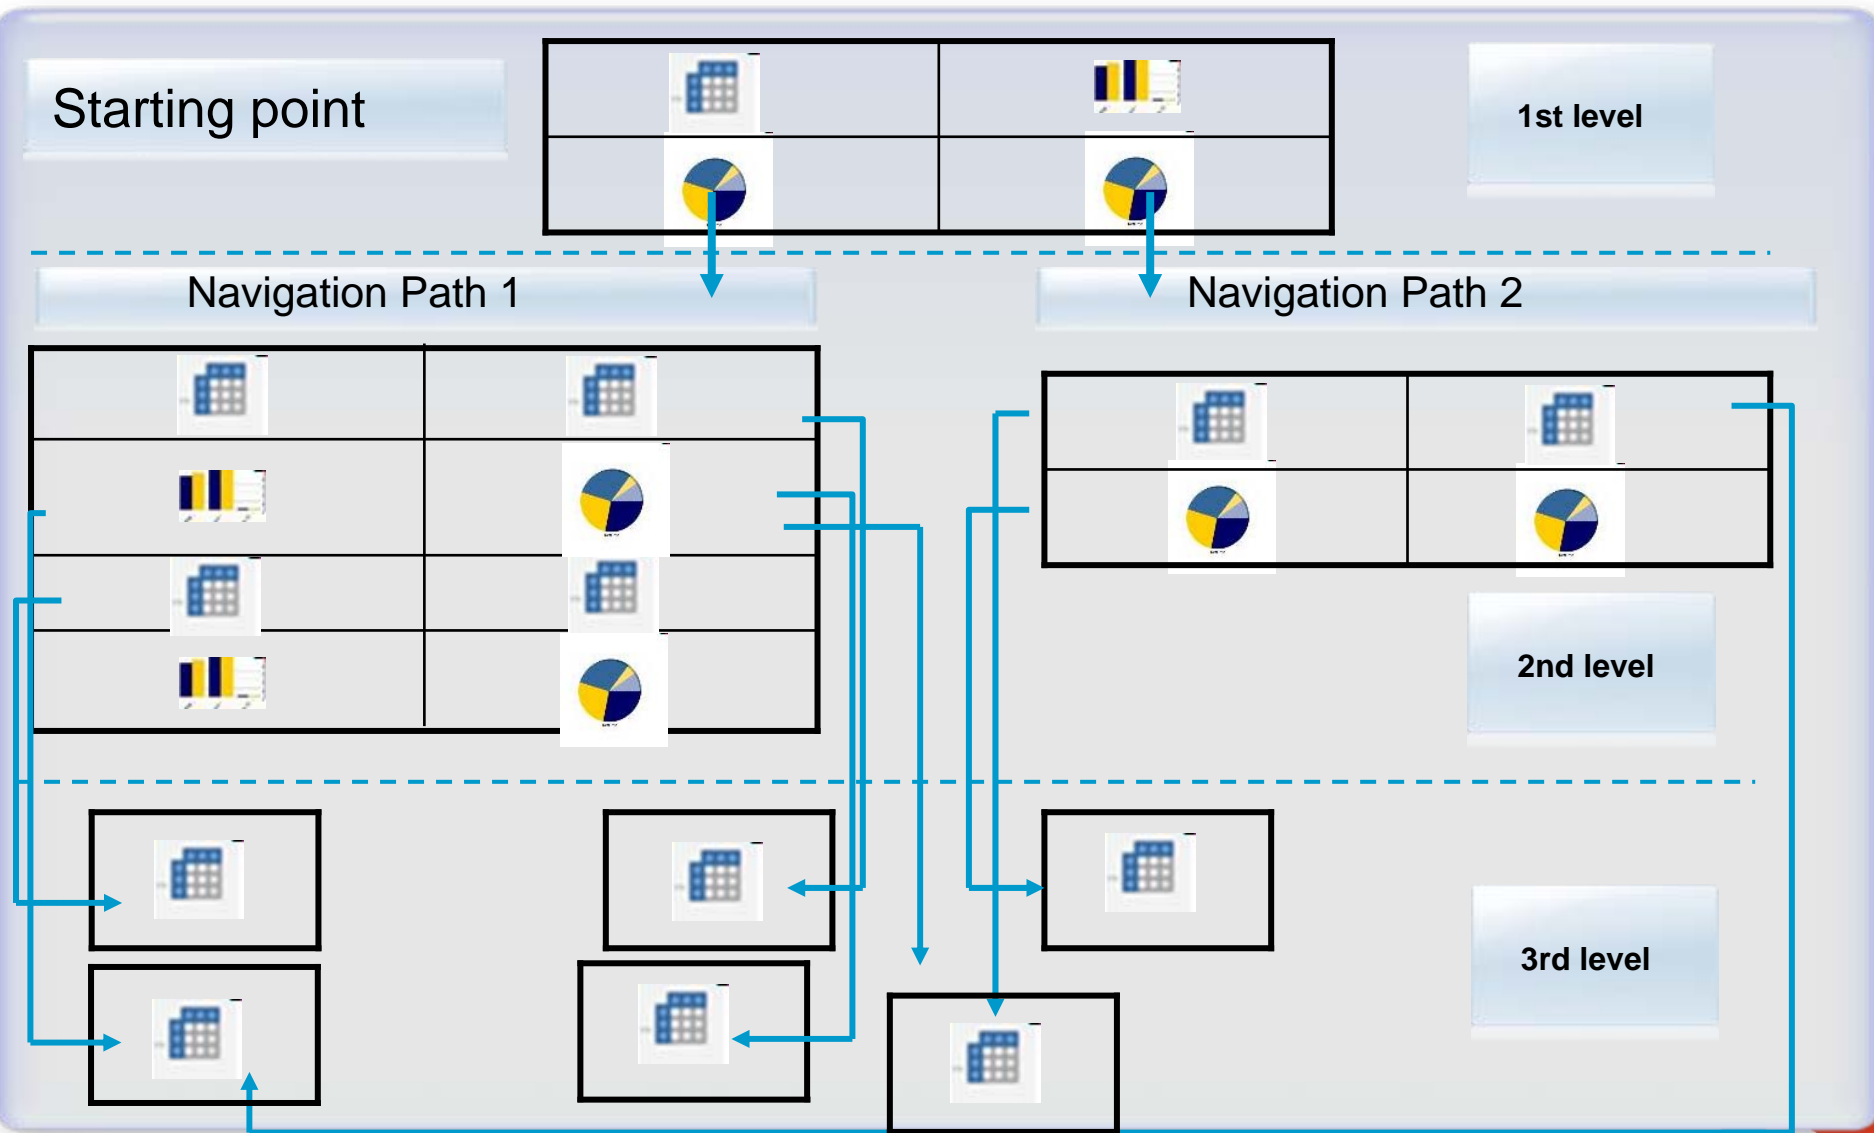 Starting point
1st level
Navigation Path 1
Navigation Path 2
2nd level
3rd level